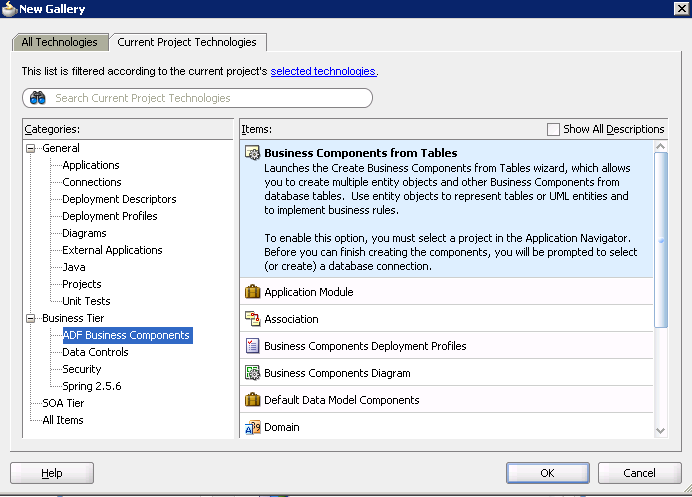 New Gallery
All Technologies
Current Project Technologies
This list is filtered according to the current project's selected technologies.
Search Current Project Technologies
Categories:
General
Applications
Connections
Deployment Descriptors
Deployment Profiles
Diagrams
External Applications
Java
Projects
Unit Tests
Business Tier
ADF Business Components
Data Controls
Security
Spring 2.5.6
SOA Tier
All Items
Items:
Show All Descriptions
Business Components from Tables
Launches the Create Business Components from Tables wizard, which allows
you to create multiple entity objects and other Business Components from
database tables. Use entity objects to represent tables or UML entities and
to implement business rules.
To enable this option, you must select a project in the Application Navigator.
Before you can finish creating the components, you will be prompted to select
(or create) a database connection.
Application Module
Association
Business Components Deployment Profiles
Business Components Diagram
Default Data Model Components
Domain
Help
OK
Cancel